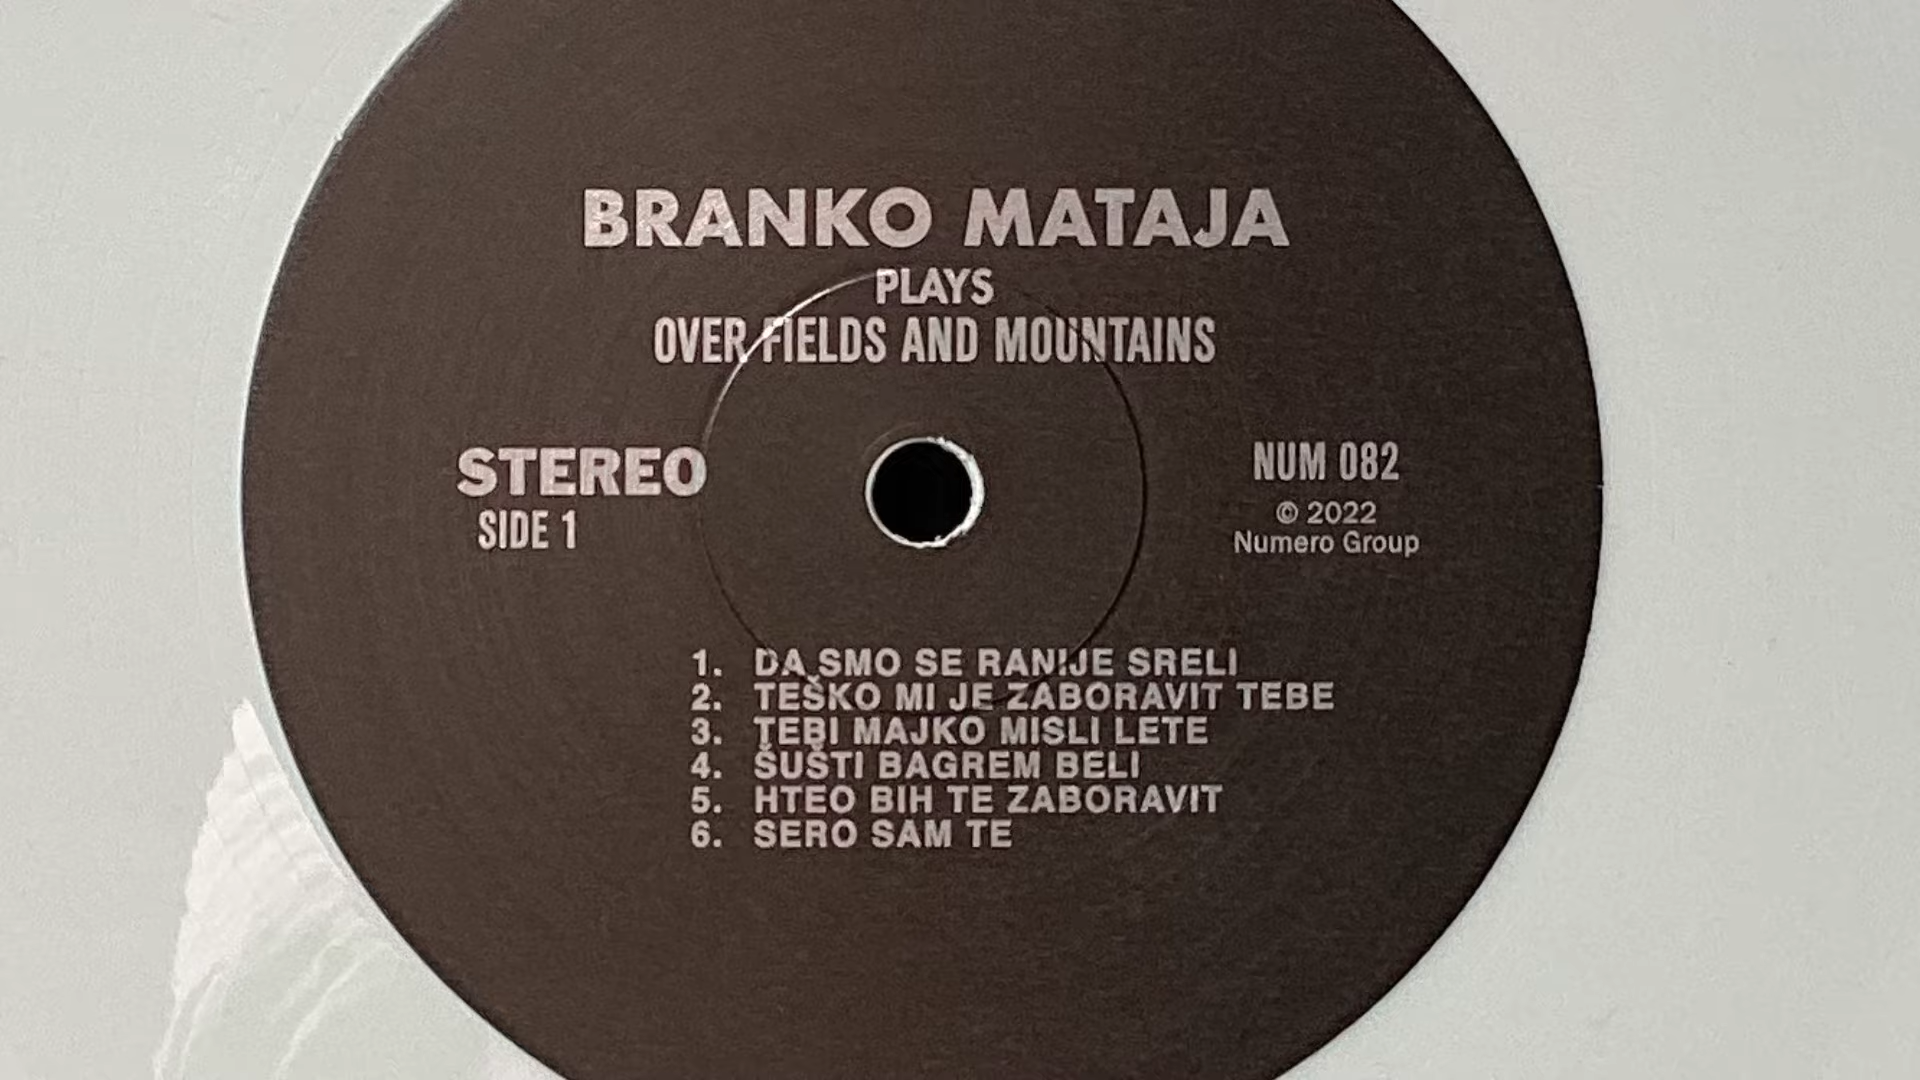 BRANKO MATAJA
PLAYS
OVER FIELDS AND MOUNTAINS
STEREO
SIDE 1
NUM 082
© 2022
Numero Group
1. DA SMO SE RANIJE SRELI
2. TEŠKO MI JE ZABORAVIT TEBE
3. TEBI MAJKO MISLI LETE
4. ŠUŠTI BAGREM BELI
5. HTEO BIH TE ZABORAVIT
6. SERO SAM TE